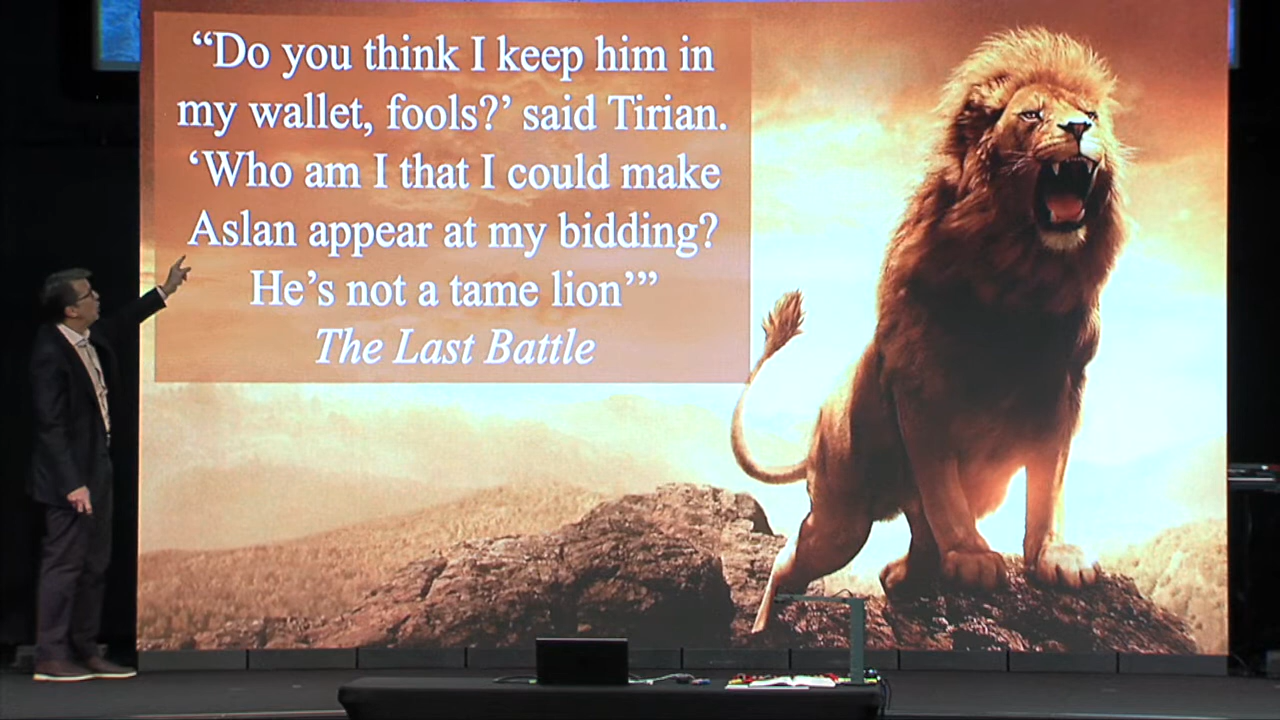 “Do you think I keep him in
my wallet, fools?’ said Tirian.
‘Who am I that I could make
Aslan appear at my bidding?
He’s not a tame lion’”
The Last Battle